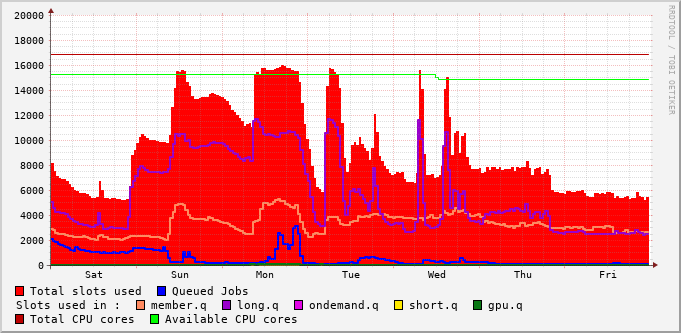 20000
18000
16000
14000
12000
10000
8000
6000
4000
2000
0
Sat Sun Mon Tue Wed Thu Fri
Total slots used Queued Jobs
Slots used in : member.q long.q ondemand.q short.q gpu.q
Total CPU cores Available CPU cores
RRDTOOL / TOBI OETIKER